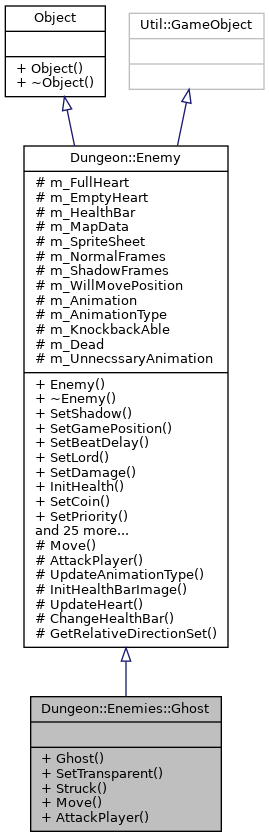 Object
+ Object()
+ ~Object()
Util::GameObject
Dungeon::Enemy
# m_FullHeart
# m_EmptyHeart
# m_HealthBar
# m_MapData
# m_SpriteSheet
# m_NormalFrames
# m_ShadowFrames
# m_WillMovePosition
# m_Animation
# m_AnimationType
# m_KnockbackAble
# m_Dead
# m_UnnecssaryAnimation
+ Enemy()
+ ~Enemy()
+ SetShadow()
+ SetGamePosition()
+ SetBeatDelay()
+ SetLord()
+ SetDamage()
+ InitHealth()
+ SetCoin()
+ SetPriority()
and 25 more...
# Move()
# AttackPlayer()
# UpdateAnimationType()
# InitHealthBarImage()
# UpdateHeart()
# ChangeHealthBar()
# GetRelativeDirectionSet()
Dungeon::Enemies::Ghost
+ Ghost()
+ SetTransparent()
+ Struck()
+ Move()
+ AttackPlayer()